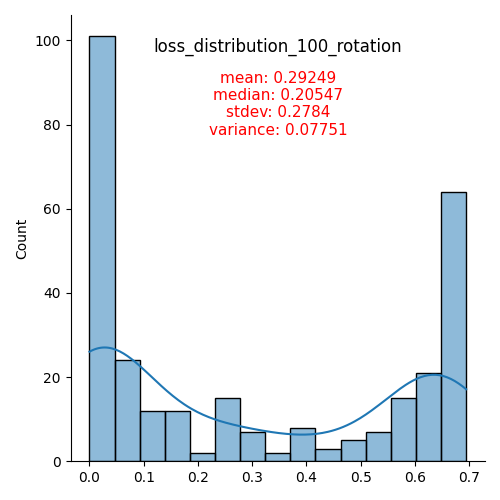 loss_distribution_100_rotation
mean: 0.29249
median: 0.20547
stdev: 0.2784
variance: 0.07751
100
80
60
40
20
0
Count
0.0 0.1 0.2 0.3 0.4 0.5 0.6 0.7